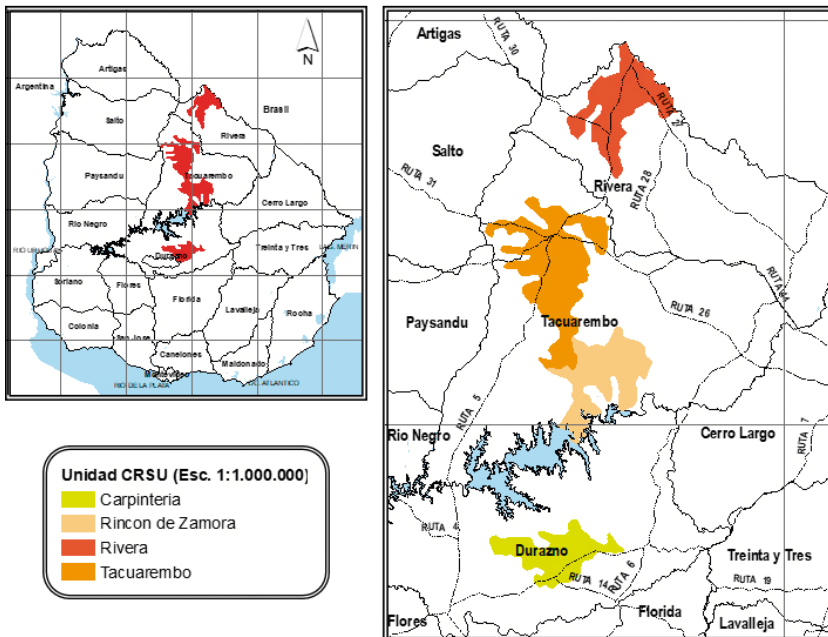 N
Artigas
Argentina
Brasil
Salto
Rivera
Paysandu
Tacuarembo
Cerro Largo
Rio Negro
Treinta y Tres
Durazno
Soriano
Flores
Florida
Lavalleja
Rocha
Colonia
San Jose
Canelones
Maldonado
Montevideo
RIO DE LA PLATA
Unidad CRSU (Esc. 1:1.000.000)
Carpinteria
Rincon de Zamora
Rivera
Tacuarembo
Artigas
RUTA 30
RUTA 27
Salto
RUTA 31
Rivera
RUTA 28
RUTA 44
RUTA 26
Paysandu
Tacuarembo
RUTA 5
Rio Negro
Cerro Largo
RUTA 7
RUTA 4
Durazno
RUTA 14
RUTA 6
Treinta y Tres
RUTA 19
Flores
Florida
Lavalleja